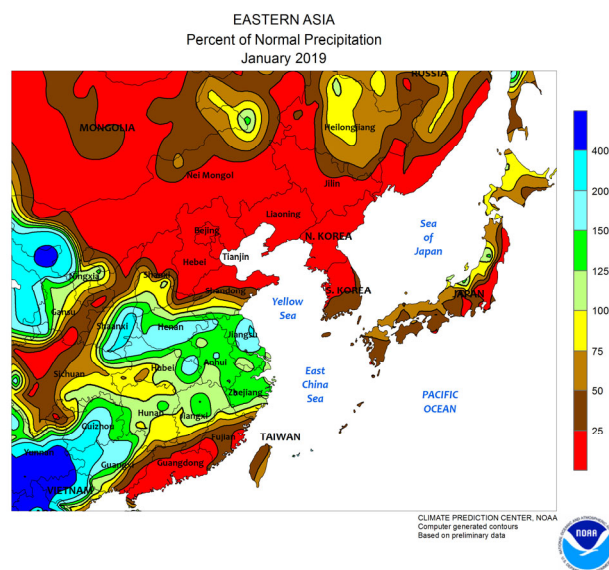 EASTERN ASIA
Percent of Normal Precipitation
January 2019
RUSSIA
MONGOLIA
Heilongjiang
Nei Mongol
Jilin
Liaoning
Beijing
N. KOREA
Sea
of
Japan
Tianjin
Hebei
Ningxia
Shanxi
Shandong
S. KOREA
JAPAN
Yellow
Sea
Gansu
Shaanxi
Henan
Jiangsu
Sichuan
Hubei
Anhui
East
China
Sea
Zhejiang
PACIFIC
OCEAN
Hunan
Jiangxi
Guizhou
Fujian
TAIWAN
Yunnan
Guangxi
Guangdong
VIETNAM
400
200
150
125
100
75
50
25
CLIMATE PREDICTION CENTER, NOAA
Computer generated contours
Based on preliminary data
NOAA